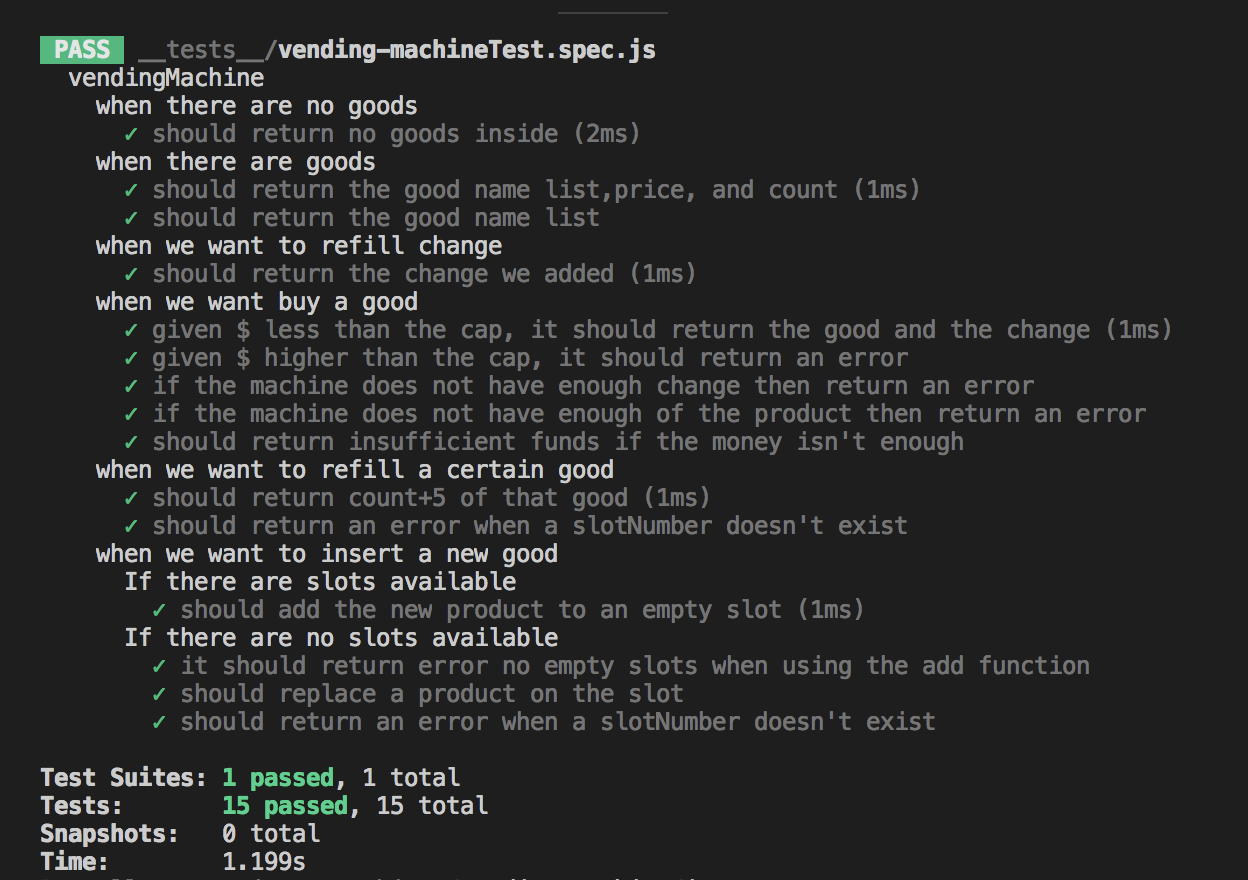 PASS __tests__/vending-machineTest.spec.js
vendingMachine
when there are no goods
✓ should return no goods inside (2ms)
when there are goods
✓ should return the good name list,price, and count (1ms)
✓ should return the good name list
when we want to refill change
✓ should return the change we added (1ms)
when we want buy a good
✓ given $ less than the cap, it should return the good and the change (1ms)
✓ given $ higher than the cap, it should return an error
✓ if the machine does not have enough change then return an error
✓ if the machine does not have enough of the product then return an error
✓ should return insufficient funds if the money isn't enough
when we want to refill a certain good
✓ should return count+5 of that good (1ms)
✓ should return an error when a slotNumber doesn't exist
when we want to insert a new good
If there are slots available
✓ should add the new product to an empty slot (1ms)
If there are no slots available
✓ it should return error no empty slots when using the add function
✓ should replace a product on the slot
✓ should return an error when a slotNumber doesn't exist
Test Suites: 1 passed, 1 total
Tests: 15 passed, 15 total
Snapshots: 0 total
Time: 1.199s